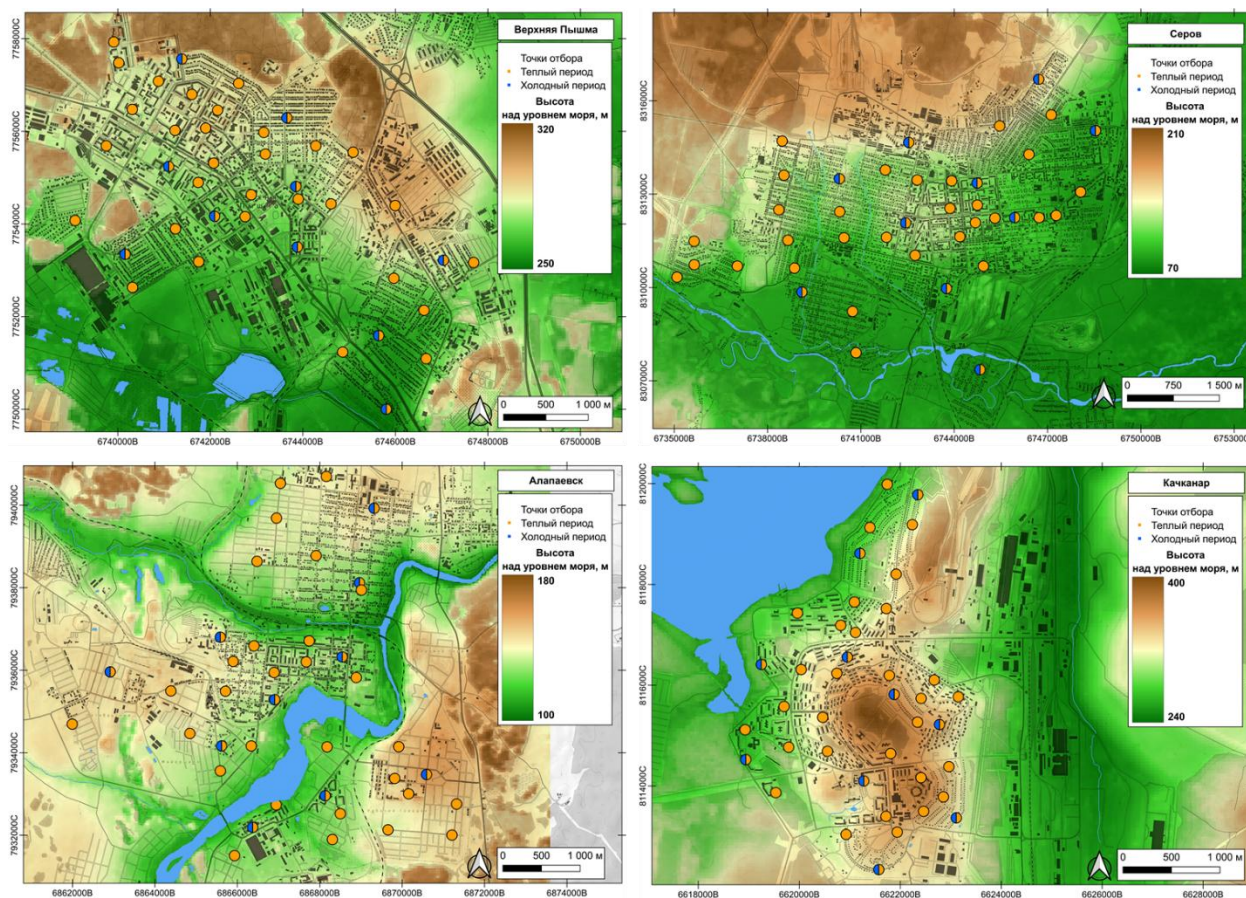 Верхняя Пышма
Точки отбора
Теплый период
Холодный период
Высота
над уровнем моря, м
320
250
7758000С
7756000С
7754000С
7752000С
7750000С
0 500 1 000 м
6740000В 6742000В 6744000В 6746000В 6748000В 6750000В
Серов
Точки отбора
Теплый период
Холодный период
Высота
над уровнем моря, м
210
70
8316000С
8313000С
8310000С
8307000С
0 750 1 500 м
6735000В 6738000В 6741000В 6744000В 6747000В 6750000В 6753000В
Алапаевск
Точки отбора
Теплый период
Холодный период
Высота
над уровнем моря, м
180
100
7940000С
7938000С
7936000С
7934000С
7932000С
0 500 1 000 м
6862000В 6864000В 6866000В 6868000В 6870000В 6872000В 6874000В
Качканар
Точки отбора
Теплый период
Холодный период
Высота
над уровнем моря, м
400
240
8120000С
8118000С
8116000С
8114000С
0 500 1 000 м
6618000В 6620000В 6622000В 6624000В 6626000В 6628000В